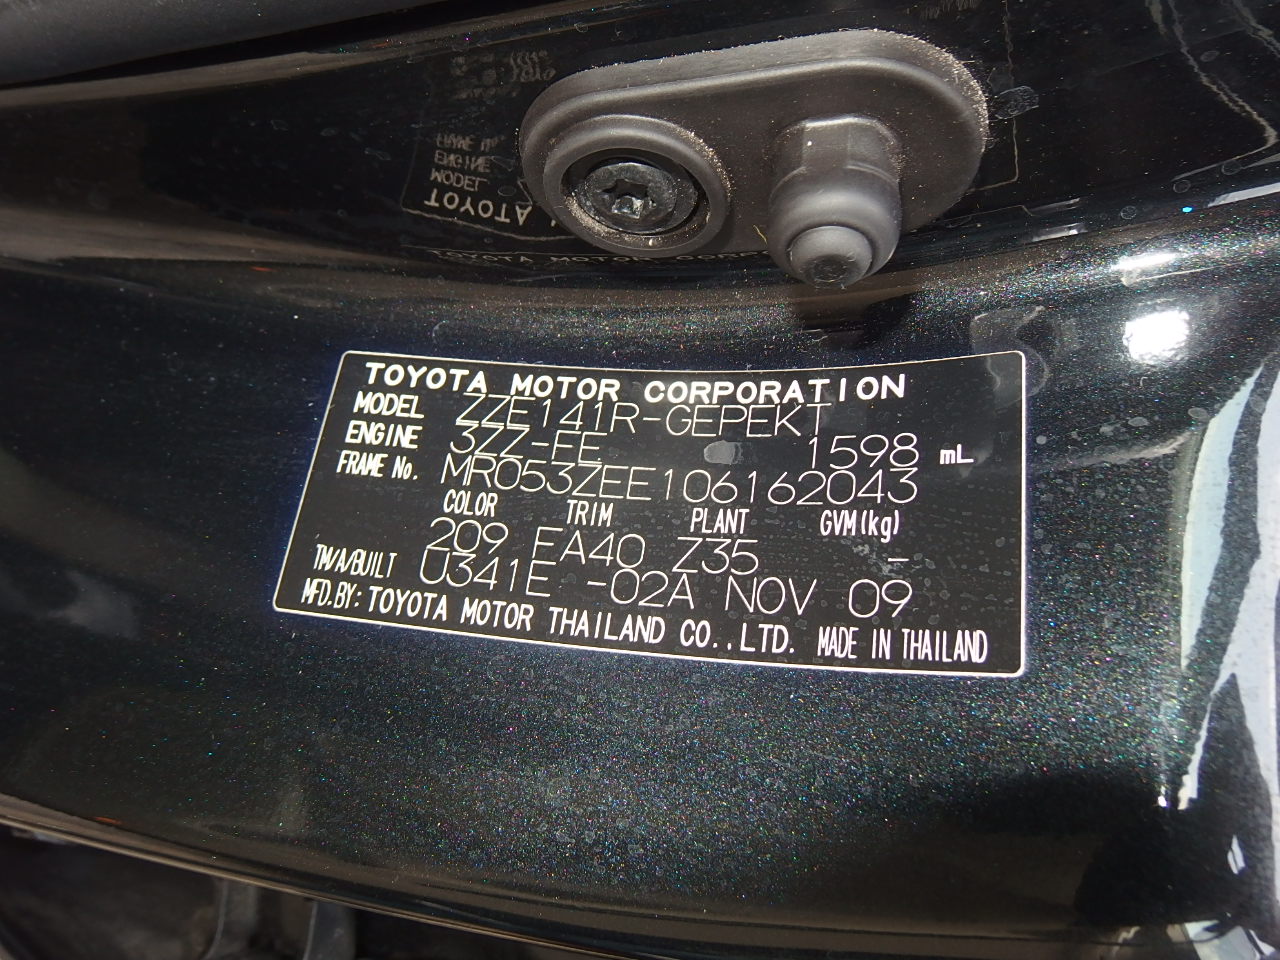 TOYOTA MOTOR CORPORATION
MODEL ZZE141R-GEPEKT
ENGINE 3ZZ-FE 1598 mL
FRAME No. MR053ZEE106162043
COLOR TRIM PLANT GVM(kg)
209 FA40 Z35 -
TM/A/BUILT U341E -02A NOV 09
MFD.BY: TOYOTA MOTOR THAILAND CO.,LTD. MADE IN THAILAND